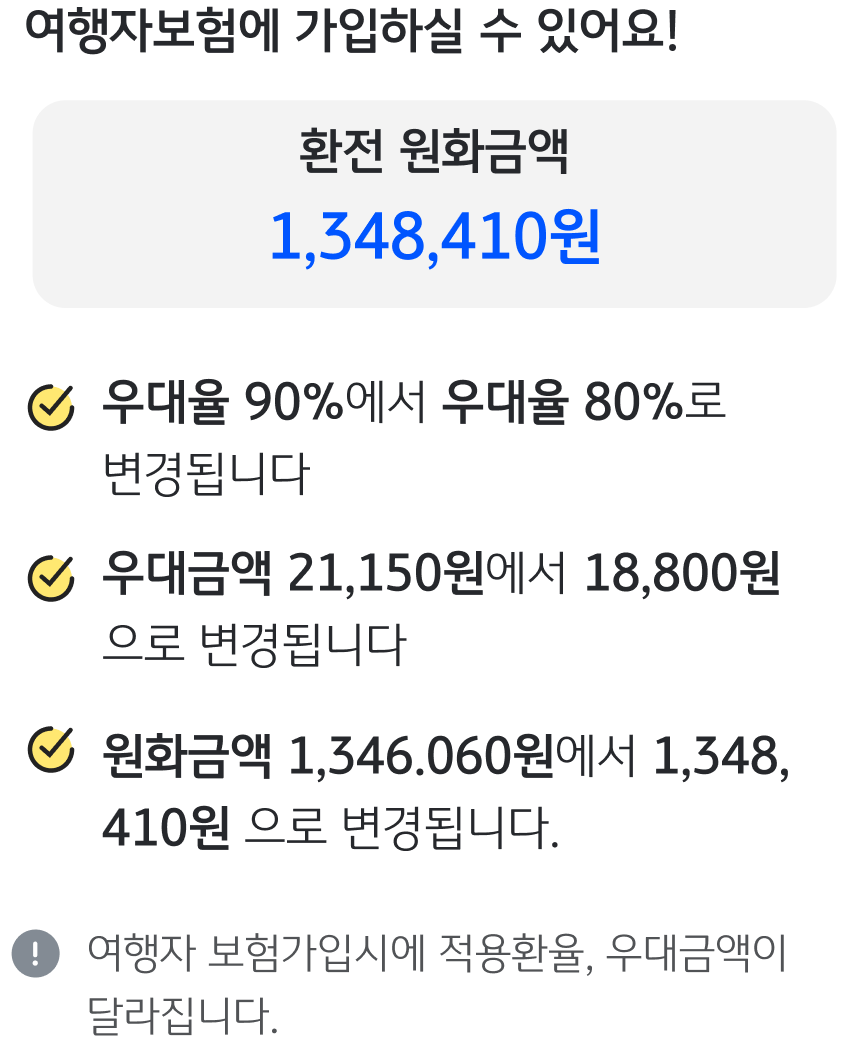 여행자보험에 가입하실 수 있어요!
환전 원화금액
1,348,410원
우대율 90%에서 우대율 80%로
변경됩니다
우대금액 21,150원에서 18,800원
으로 변경됩니다
원화금액 1,346.060원에서 1,348,
410원 으로 변경됩니다.
여행자 보험가입시에 적용환율, 우대금액이
달라집니다.